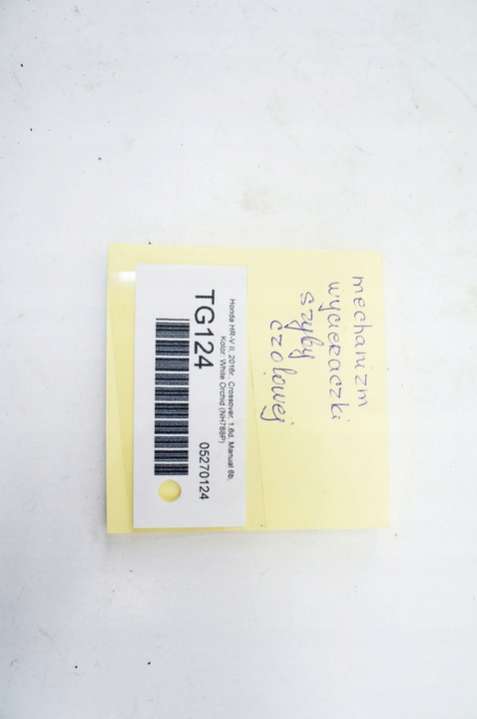 mechanizm
wycieraczki
szyby
czołowej
Honda HR-V II, 2016r., Crossover, 1.6d, Manual 6b,
Kolor: White Orchid (NH788P)
TG124
05270124